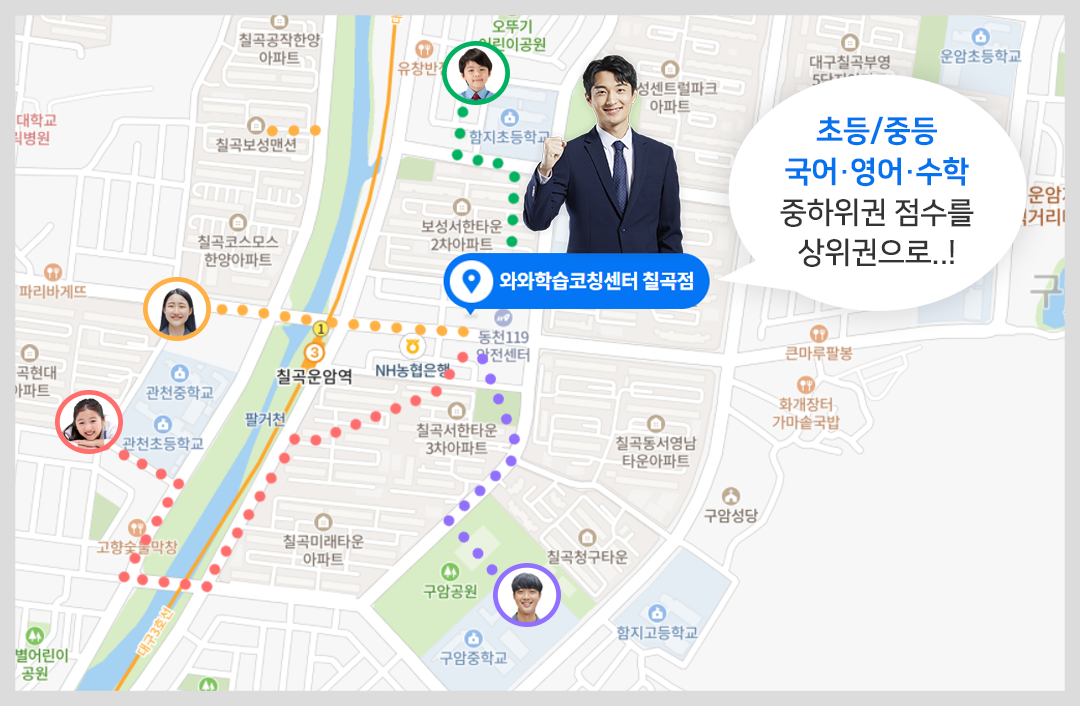 오뚜기
어린이공원
칠곡공작한양
아파트
유창반점
대구칠곡부영
5단지아파트
운암초등학교
성센트럴파크
아파트
대학교
립병원
칠곡보성맨션
함지초등학교
초등/중등
국어·영어·수학
중하위권 점수를
상위권으로..!
보성서한타운
2차아파트
칠곡코스모스
한양아파트
파리바게뜨
와와학습코칭센터 칠곡점
동천119
안전센터
1
3
칠곡운암역
NH농협은행
큰마루팔봉
곡현대
아파트
관천중학교
화개장터
가마솥국밥
팔거천
관천초등학교
칠곡서한타운
3차아파트
칠곡동서영남
타운아파트
구암성당
고향숯불막창
칠곡미래타운
아파트
칠곡청구타운
구암공원
함지고등학교
대구3호선
구암중학교
별어린이
공원